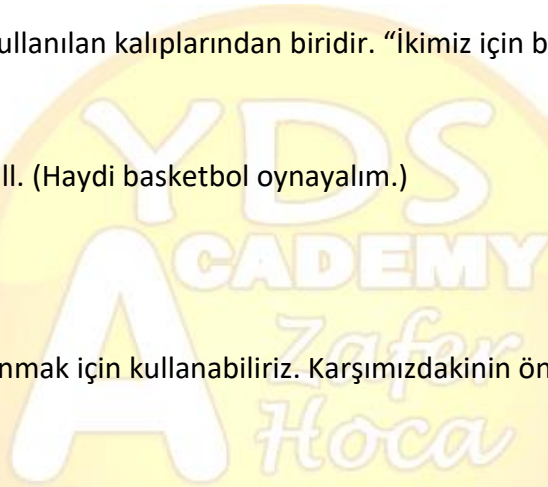 ullanılan kalıplarından biridir. “İkimiz için b
ll. (Haydi basketbol oynayalım.)
YDS
ACADEMY
Zafer
Hoca
nmak için kullanabiliriz. Karşımızdakinin ön